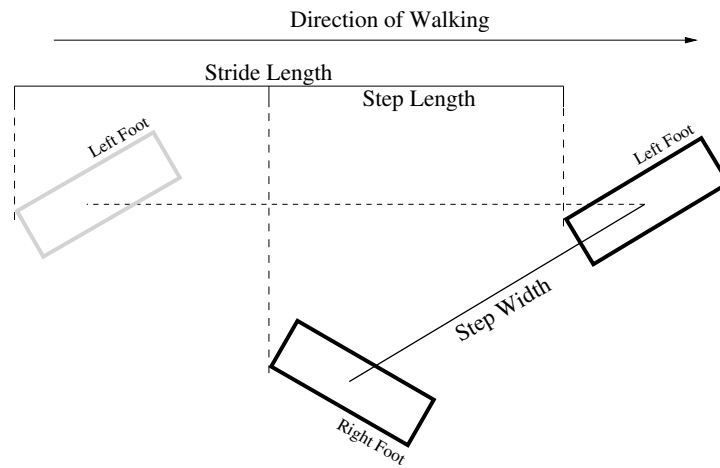 Direction of Walking
Stride Length
Step Length
Left Foot
Left Foot
Step Width
Right Foot